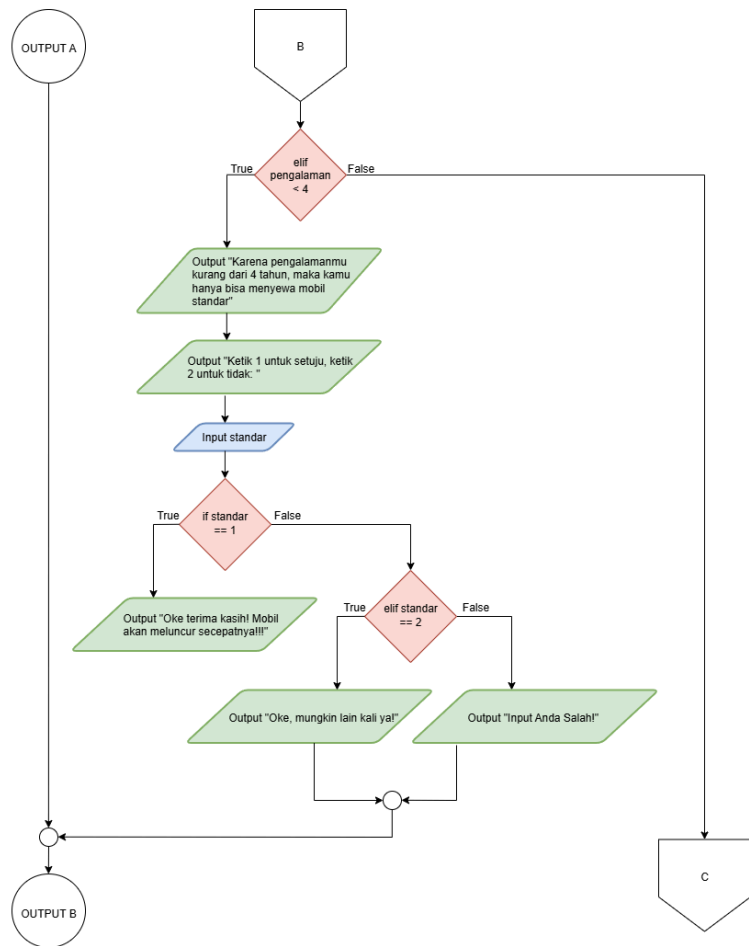 OUTPUT A
B
elif
pengalaman
< 4
True
False
Output "Karena pengalamanmu
kurang dari 4 tahun, maka kamu
hanya bisa menyewa mobil
standar"
Output "Ketik 1 untuk setuju, ketik
2 untuk tidak: "
Input standar
if standar
== 1
True
False
Output "Oke terima kasih! Mobil
akan meluncur secepatnya!!!"
elif standar
== 2
True
False
Output "Oke, mungkin lain kali ya!"
Output "Input Anda Salah!"
C
OUTPUT B